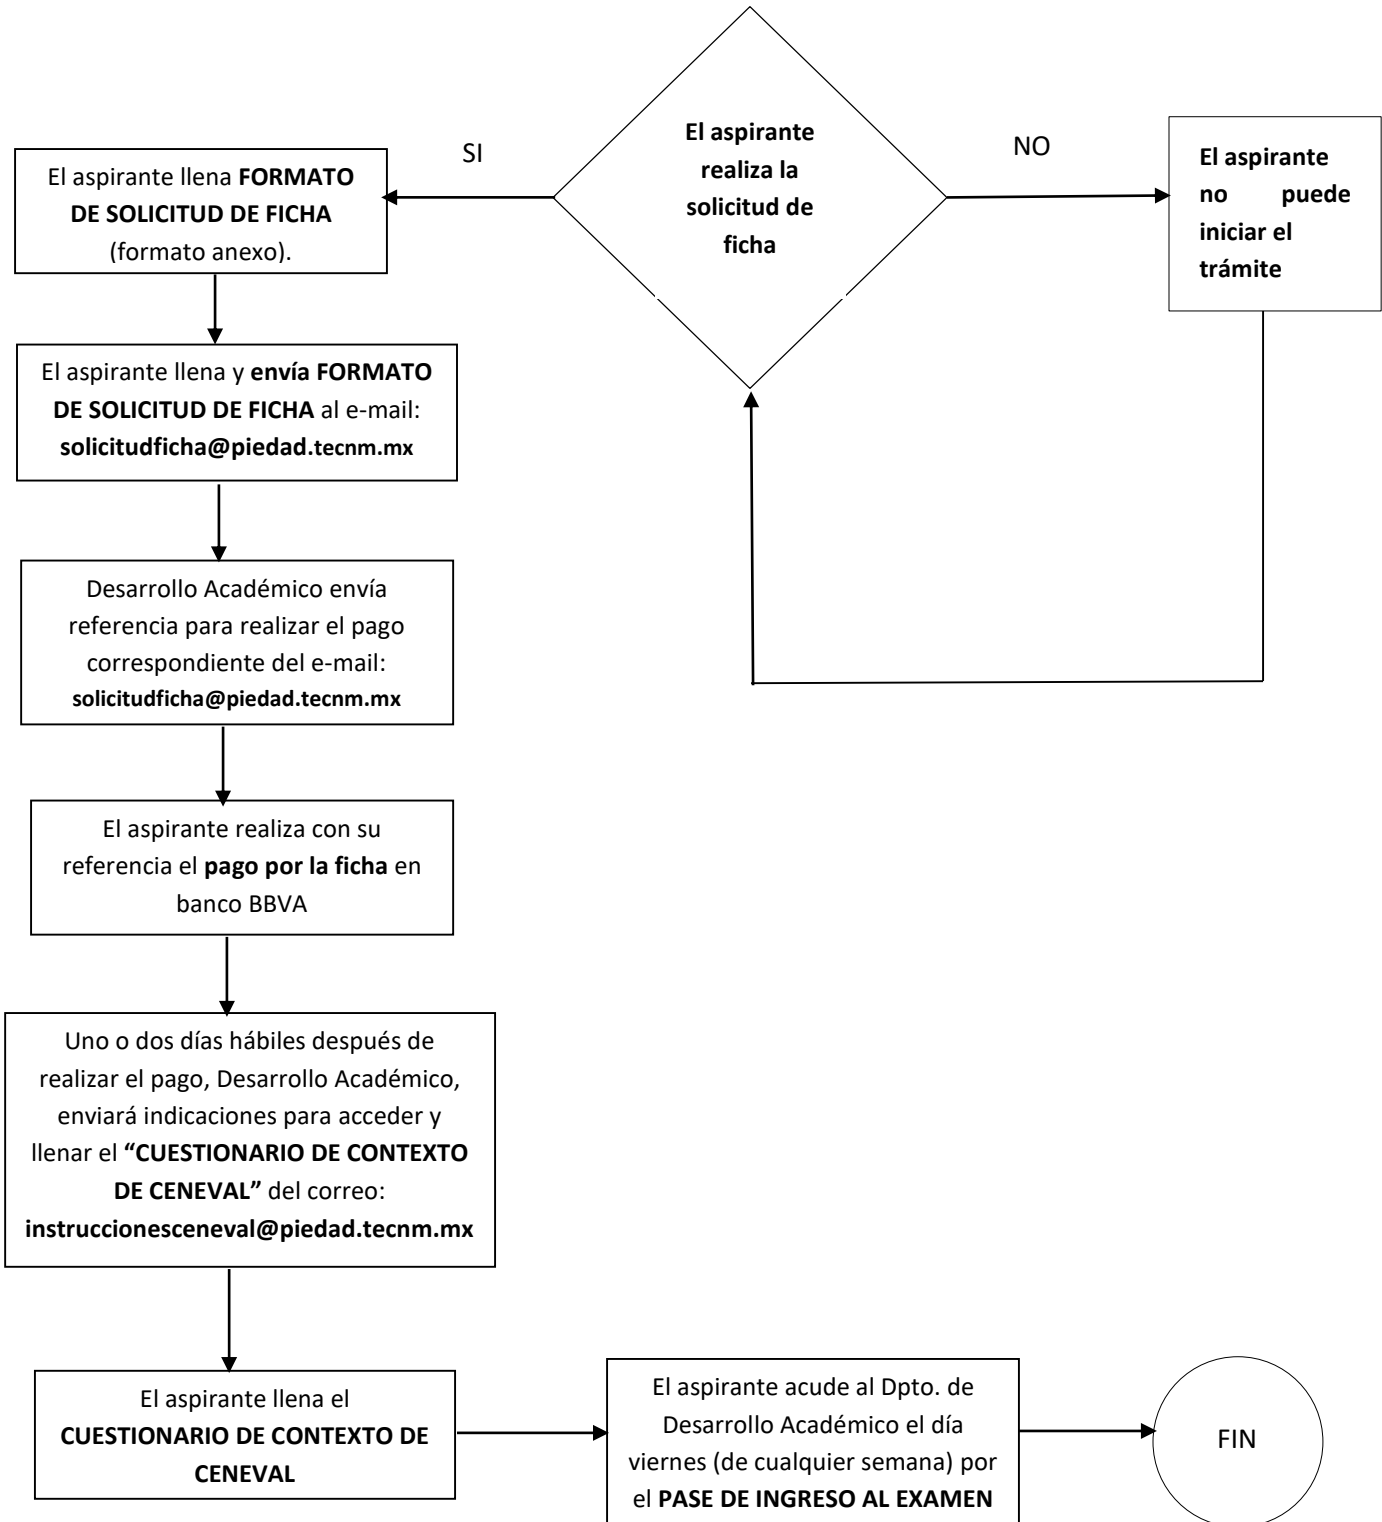 El aspirante
realiza la
solicitud de
ficha
SI
NO
El aspirante
no puede
iniciar el
trámite
El aspirante llena FORMATO
DE SOLICITUD DE FICHA
(formato anexo).
El aspirante llena y envía FORMATO
DE SOLICITUD DE FICHA al e-mail:
solicitudficha@piedad.tecnm.mx
Desarrollo Académico envía
referencia para realizar el pago
correspondiente del e-mail:
solicitudficha@piedad.tecnm.mx
El aspirante realiza con su
referencia el pago por la ficha en
banco BBVA
Uno o dos días hábiles después de
realizar el pago, Desarrollo Académico,
enviará indicaciones para acceder y
llenar el “CUESTIONARIO DE CONTEXTO
DE CENEVAL” del correo:
instruccionesceneval@piedad.tecnm.mx
El aspirante llena el
CUESTIONARIO DE CONTEXTO DE
CENEVAL
El aspirante acude al Dpto. de
Desarrollo Académico el día
viernes (de cualquier semana) por
el PASE DE INGRESO AL EXAMEN
FIN